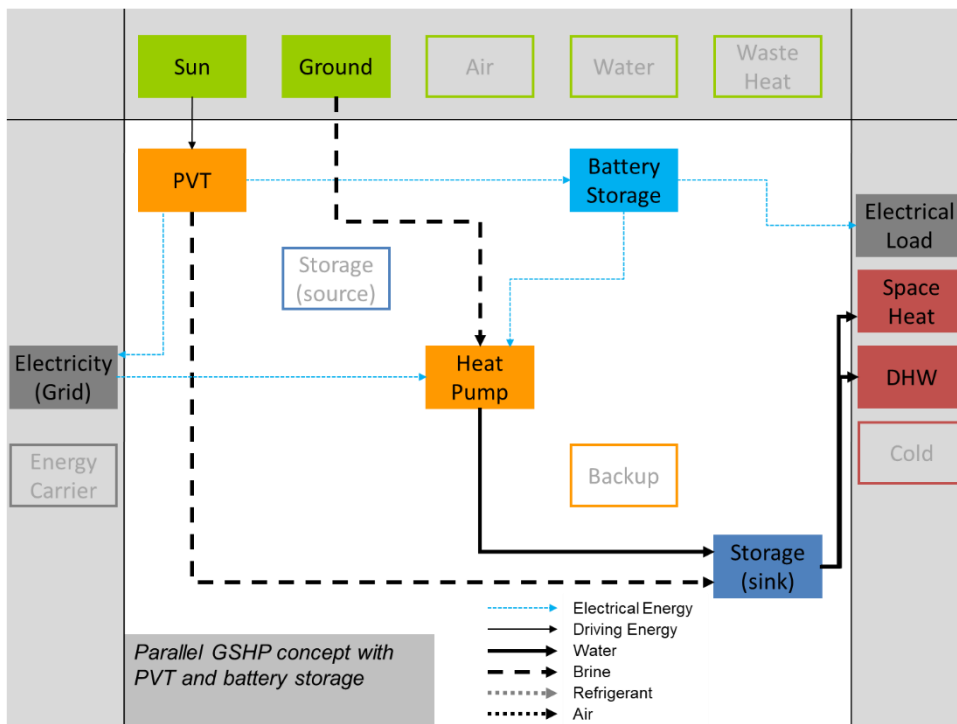 Sun
Ground
Air
Water
Waste
Heat
PVT
Battery
Storage
Electrical
Load
Storage
(source)
Space
Heat
Electricity
(Grid)
Heat
Pump
DHW
Energy
Carrier
Backup
Cold
Storage
(sink)
Electrical Energy
Driving Energy
Water
Brine
Refrigerant
Air
Parallel GSHP concept with
PVT and battery storage